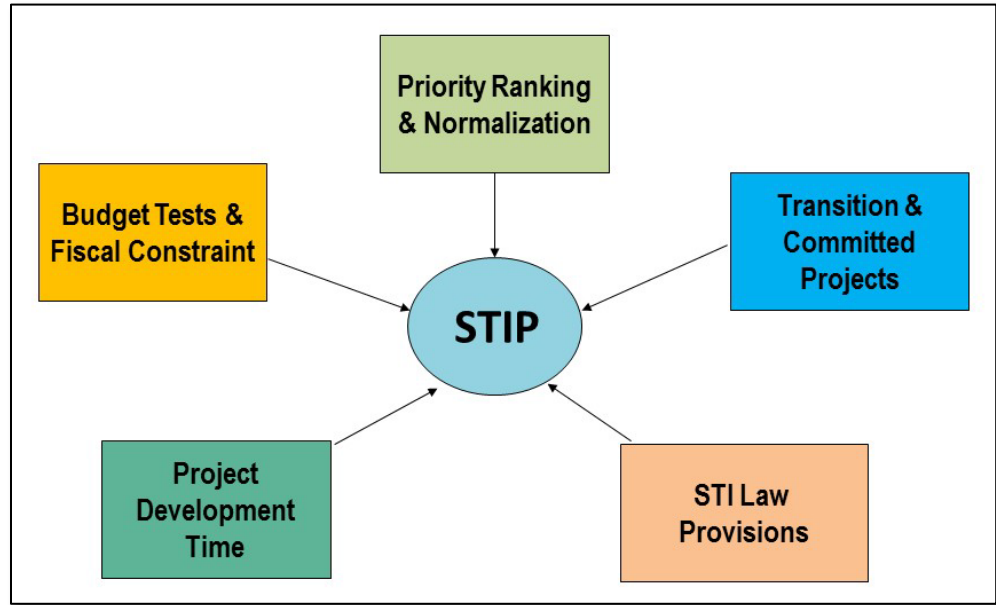 Priority Ranking
& Normalization
Budget Tests &
Fiscal Constraint
Transition &
Committed
Projects
STIP
Project
Development
Time
STI Law
Provisions